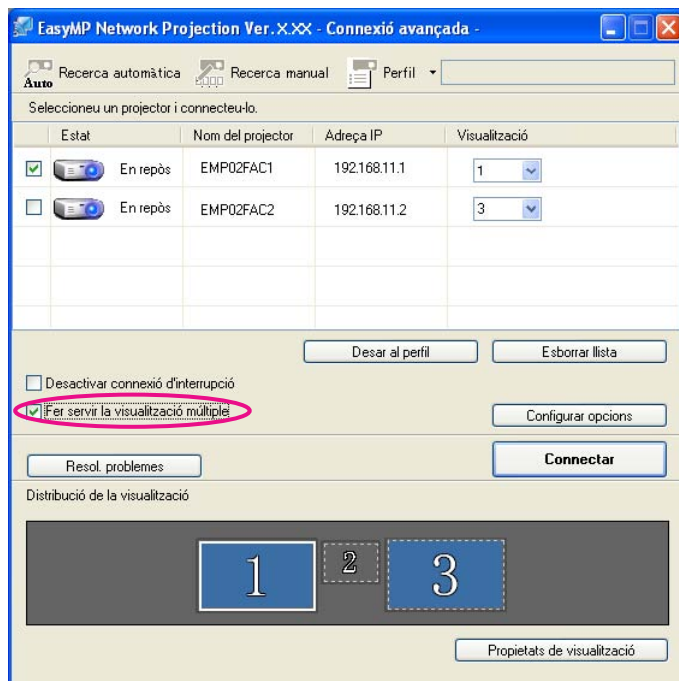 EasyMP Network Projection Ver. X.XX - Connexió avançada -
Auto Recerca automàtica Recerca manual Perfil
Seleccioneu un projector i connecteu-lo.
Estat Nom del projector Adreça IP Visualització
En repòs EMP02FAC1 192.168.11.1 1
En repòs EMP02FAC2 192.168.11.2 3
Desar al perfil Esborrar llista
Desactivar connexió d'interrupció
Fer servir la visualització múltiple
Configurar opcions
Resol. problemes Connectar
Distribució de la visualització
1 2 3
Propietats de visualització